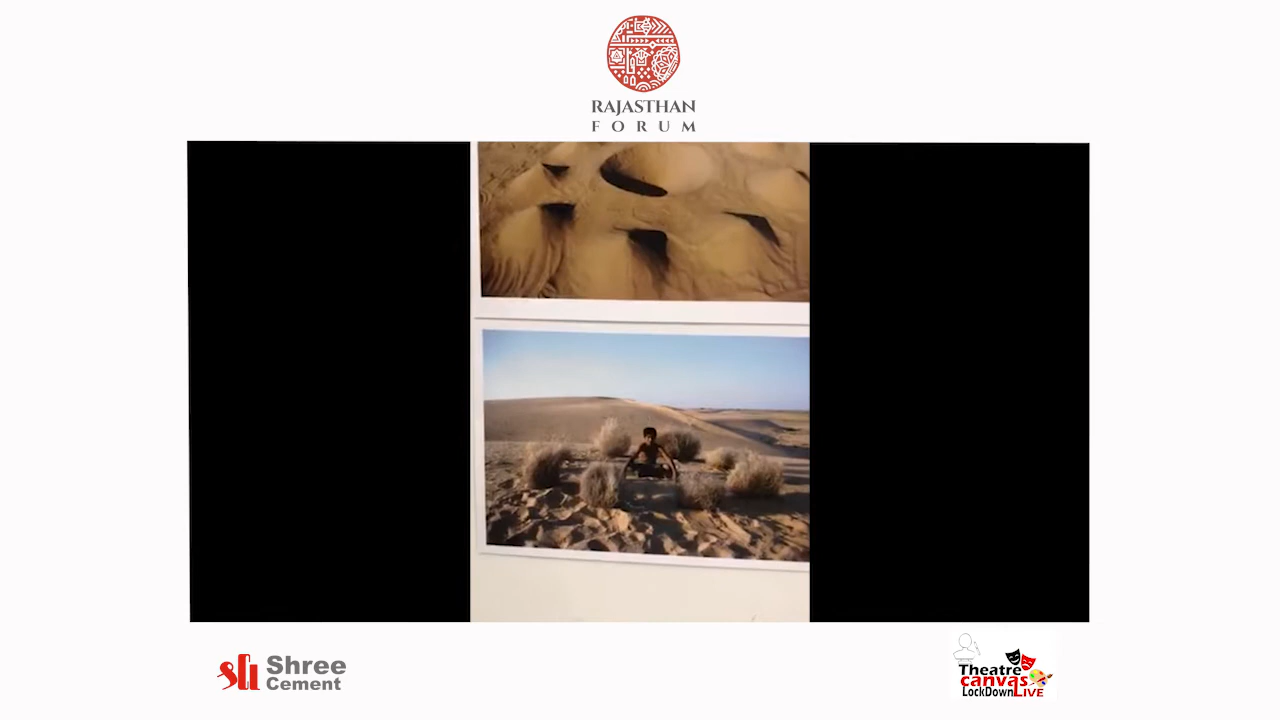 RAJASTHAN
FORUM
Shree
Cement
Theatre
canvas
LockDown LIVE